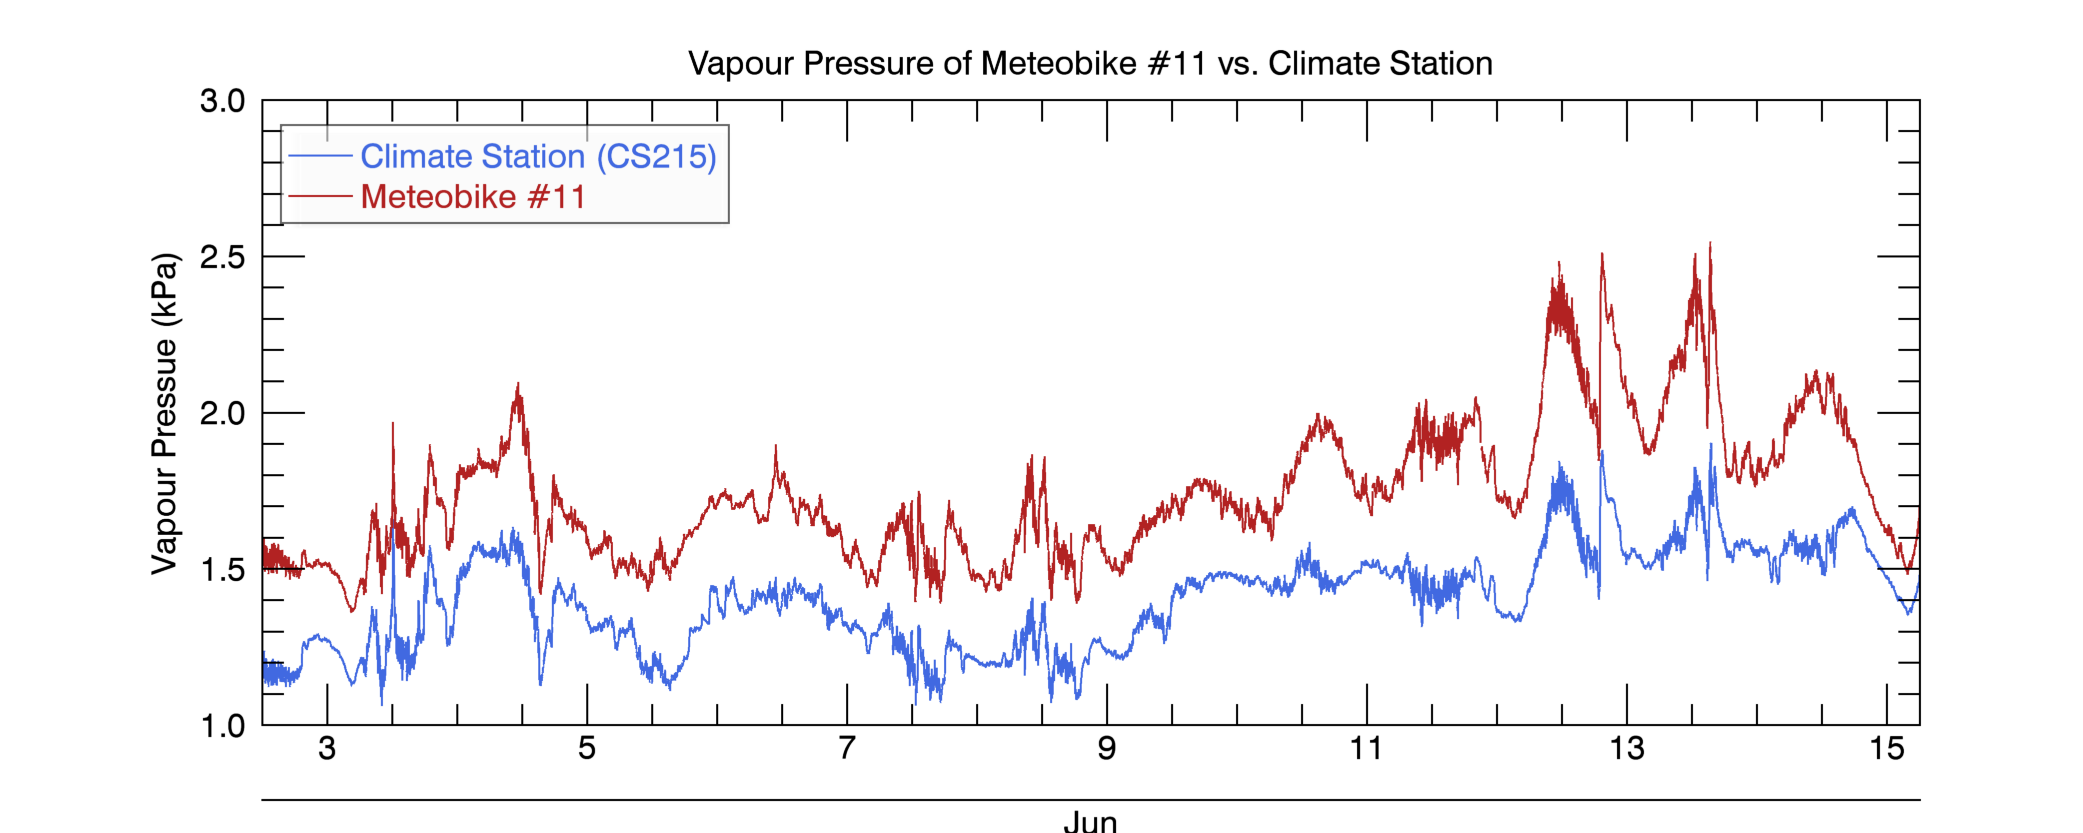 Vapour Pressure of Meteobike #11 vs. Climate Station
3.0
Climate Station (CS215)
Meteobike #11
2.5
2.0
1.5
1.0
Vapour Pressue (kPa)
3 5 7 9 11 13 15
Jun